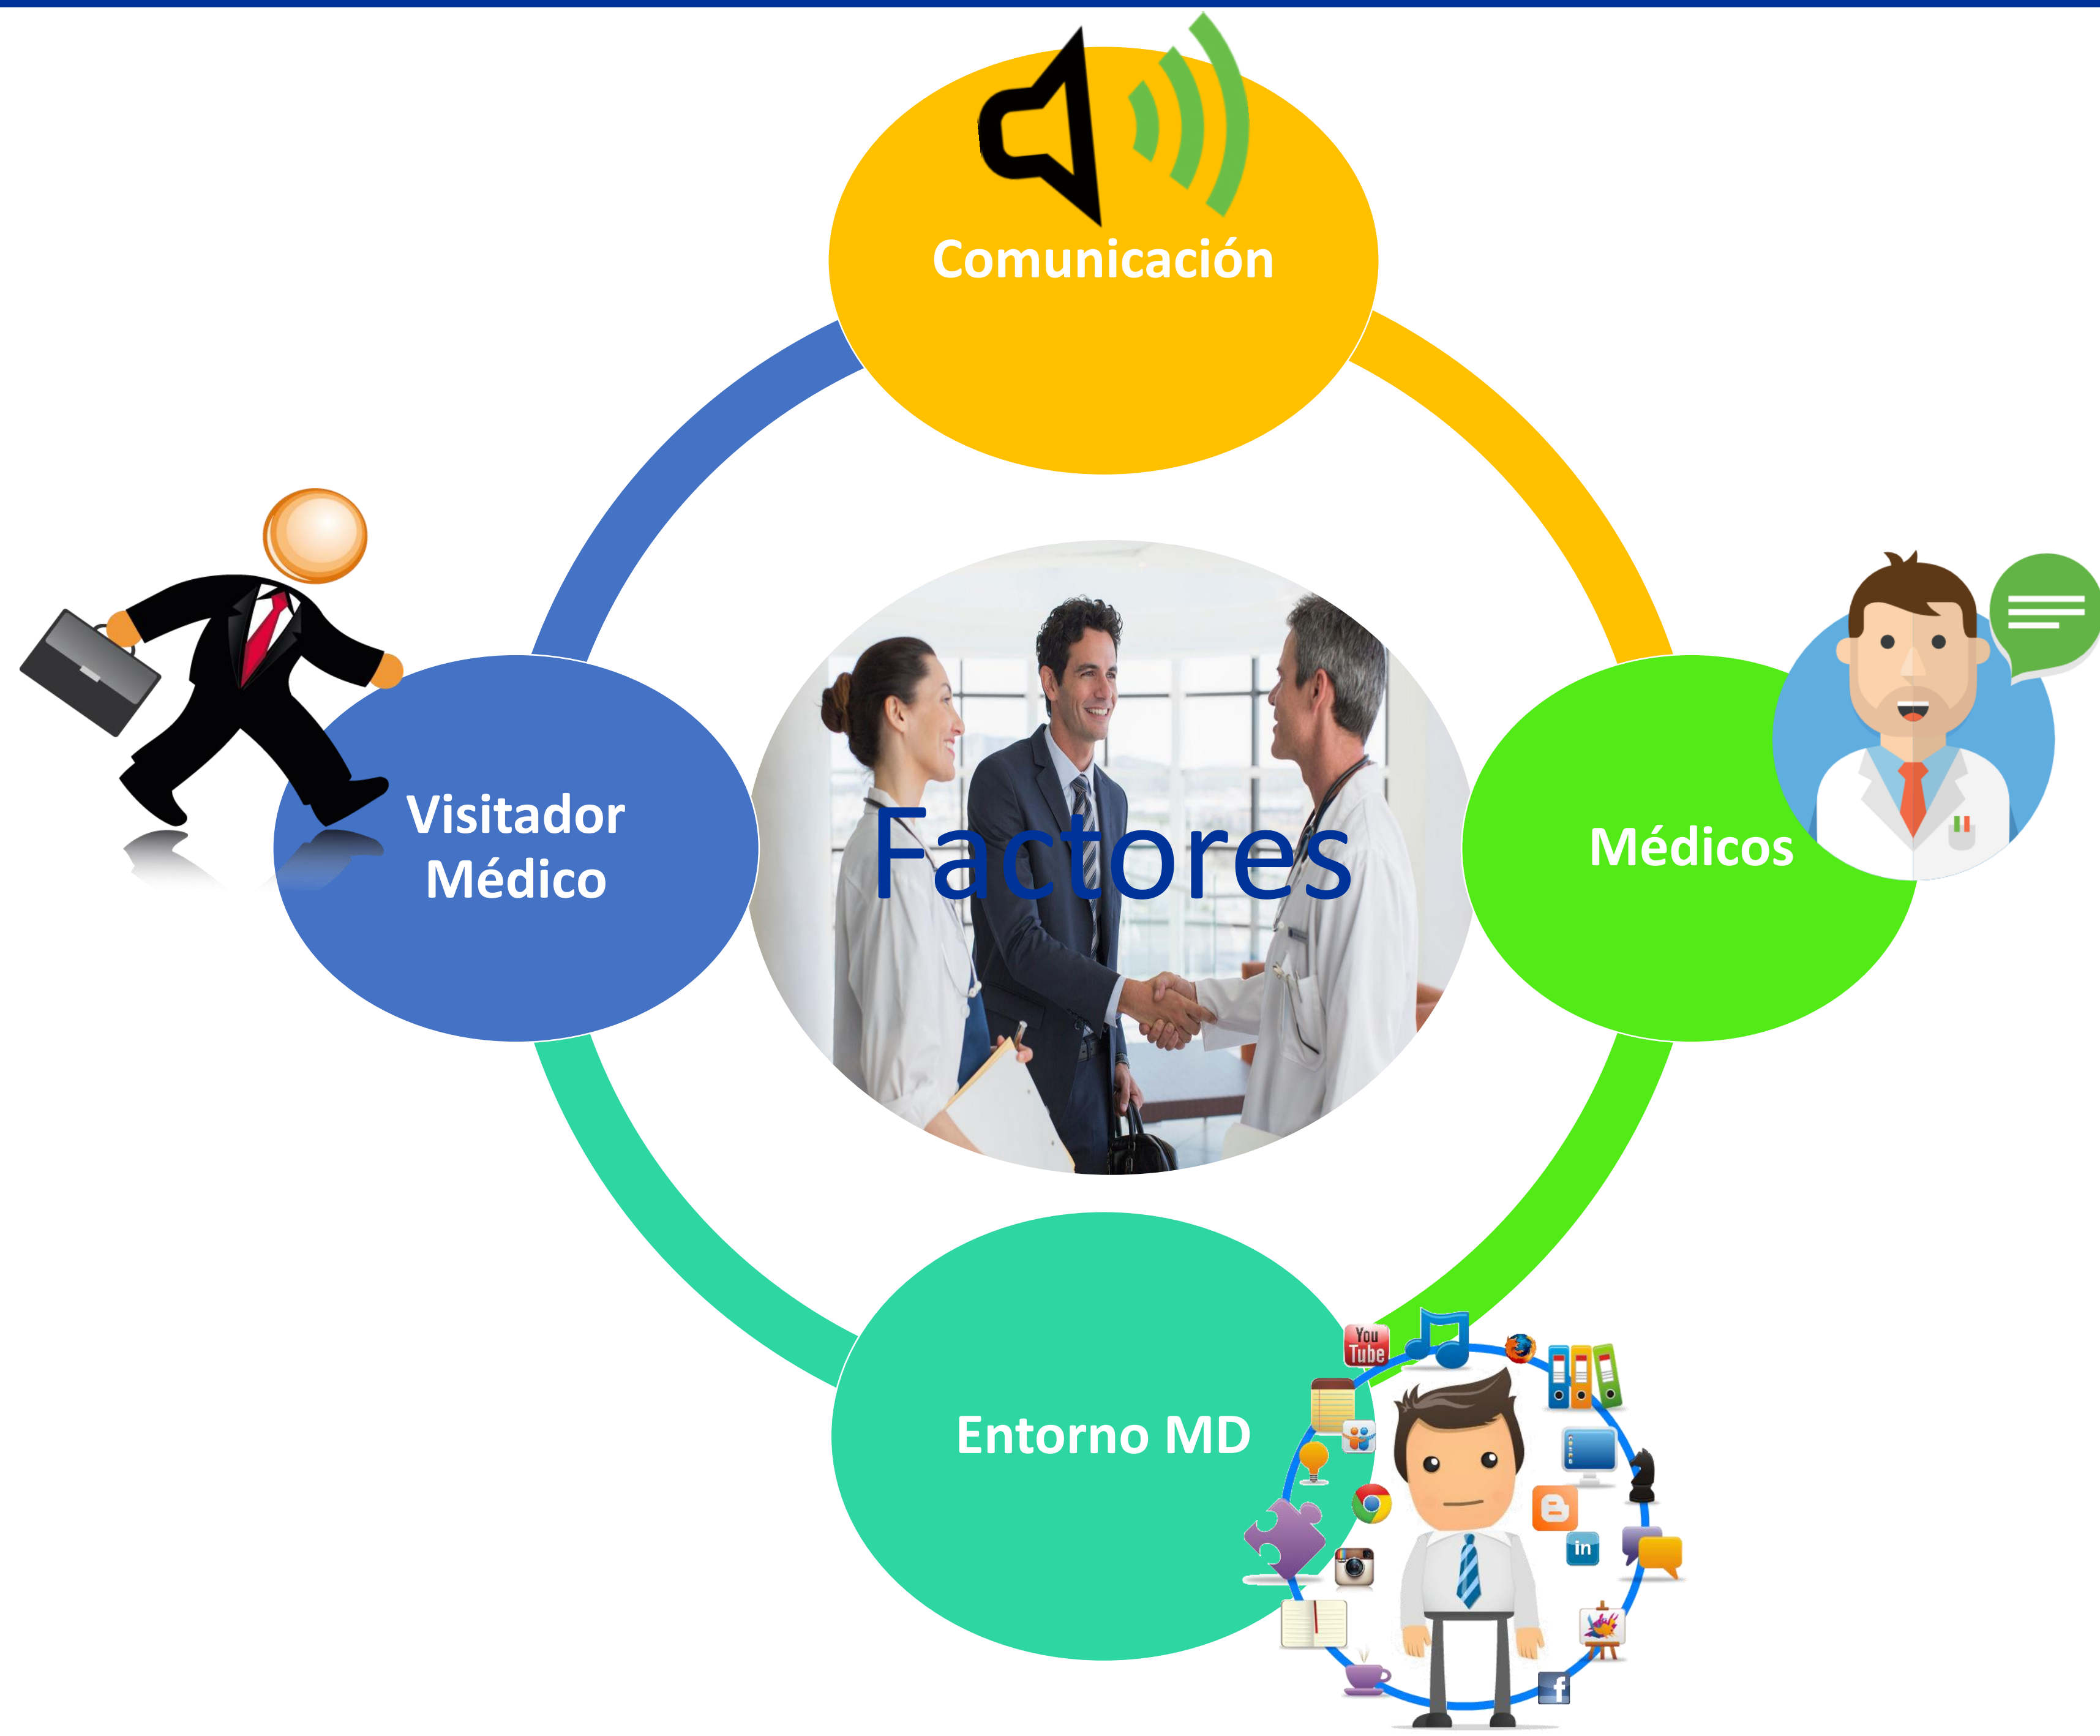 Comunicación
Visitador
Médico
Factores
Médicos
Entorno MD
You
Tube
in
f